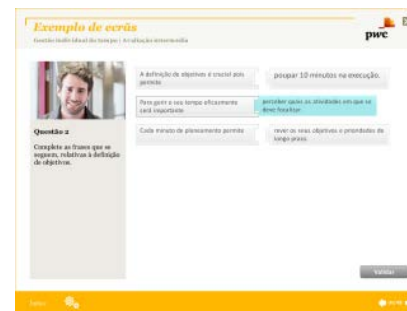 Exemplo de ecrãs
Gestão Individual do Tempo | Avaliação intermédia
pwc
A definição de objetivos é crucial pois
permite
poupar 10 minutos na execução.
Para gerir o seu tempo eficazmente
será importante
perceber quais as atividades em que se
deve focalizar.
Cada minuto de planeamento permite
rever os seus objetivos e prioridades de
longo prazo.
Questão 2
Complete as frases que se
seguem, relativas à definição
de objetivos.
Validar